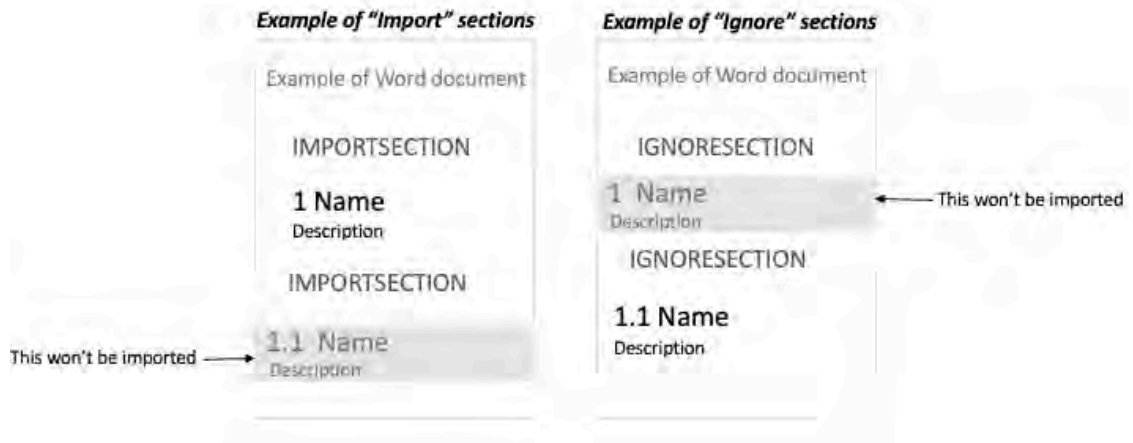 Example of “Import” sections
Example of Word document
IMPORTSECTION
1 Name
Description
IMPORTSECTION
1.1 Name
Description
This won’t be imported
Example of “Ignore” sections
Example of Word document
IGNORESECTION
1 Name
Description
This won’t be imported
IGNORESECTION
1.1 Name
Description